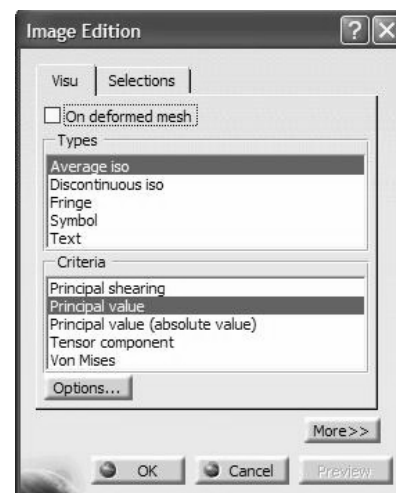 Image Edition
Visu Selections
On deformed mesh
Types
Average iso
Discontinuous iso
Fringe
Symbol
Text
Criteria
Principal shearing
Principal value
Principal value (absolute value)
Tensor component
Von Mises
Options...
More>>
OK Cancel Preview